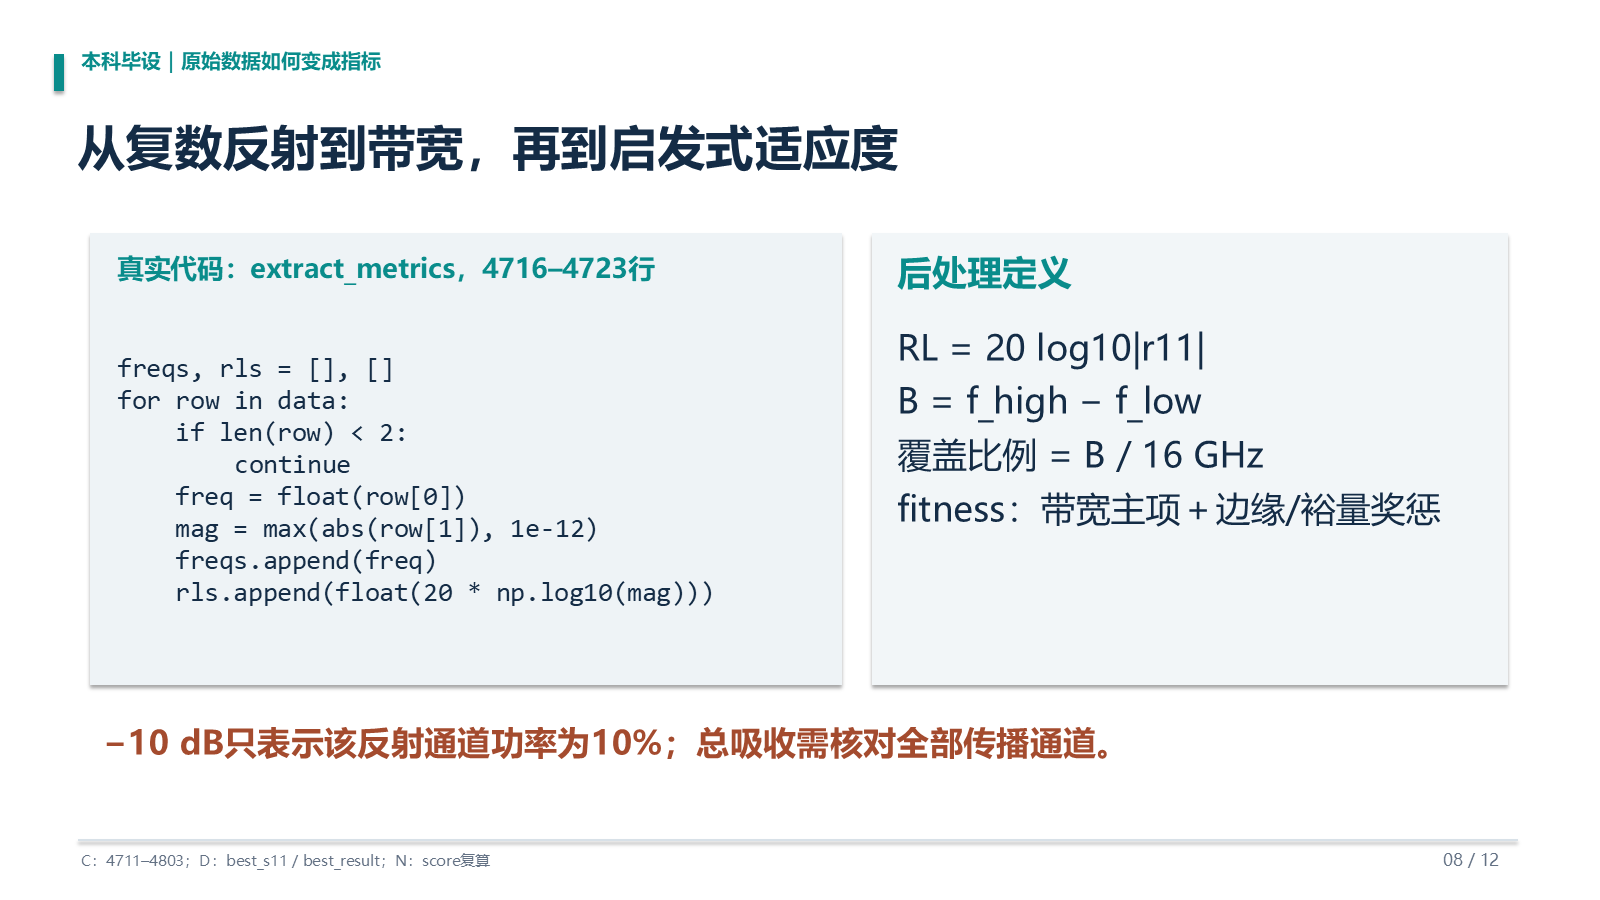 本科毕设｜原始数据如何变成指标
从复数反射到带宽，再到启发式适应度
真实代码：extract_metrics，4716–4723行
freqs, rls = [], []
for row in data:
    if len(row) < 2:
        continue
    freq = float(row[0])
    mag = max(abs(row[1]), 1e-12)
    freqs.append(freq)
    rls.append(float(20 * np.log10(mag)))
后处理定义
RL = 20 log10|r11|
B = f_high − f_low
覆盖比例 = B / 16 GHz
fitness：带宽主项＋边缘/裕量奖惩
−10 dB只表示该反射通道功率为10%；总吸收需核对全部传播通道。
C：4711–4803；D：best_s11 / best_result；N：score复算
08 / 12